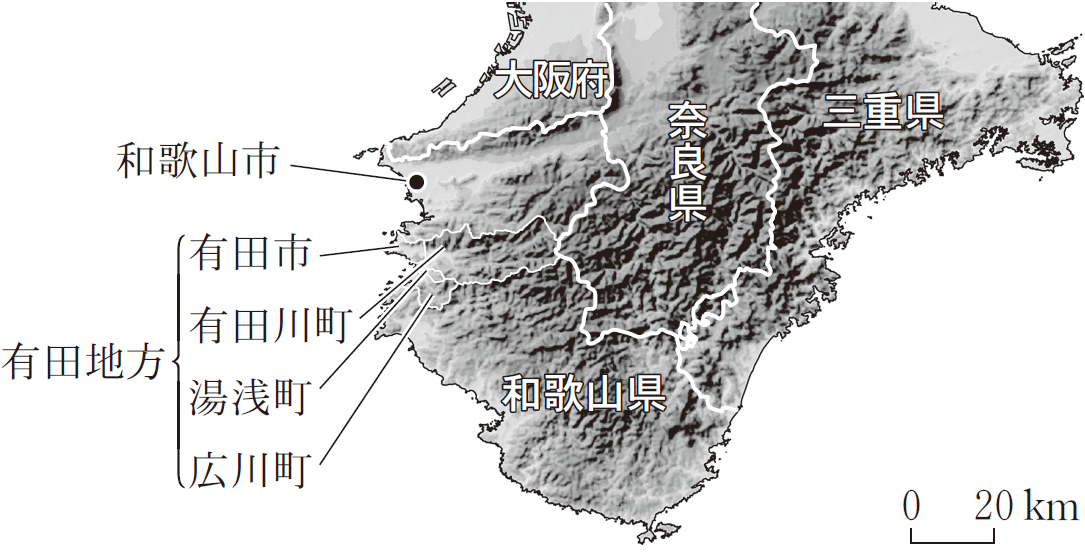 大阪府
奈良県
三重県
和歌山市
有田地方
有田市
有田川町
湯浅町
広川町
和歌山県
0 20 km